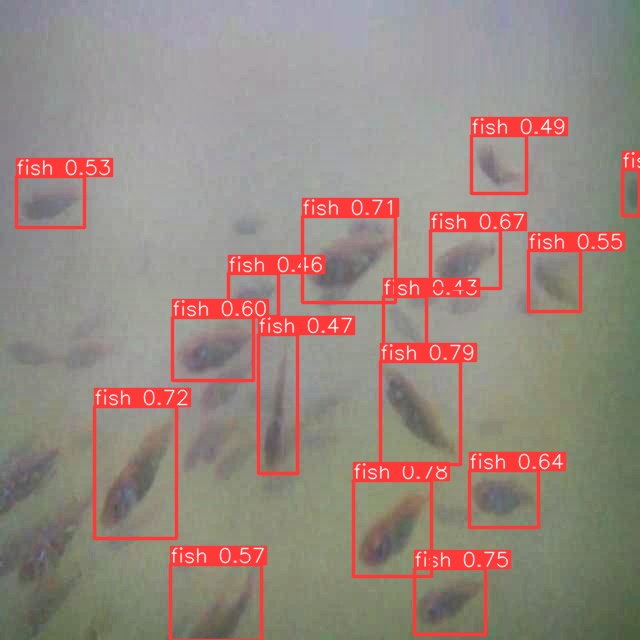 fish 0.49
fis
fish 0.53
fish 0.71
fish 0.67
fish 0.55
fish 0.46
fish 0.43
fish 0.60
fish 0.47
fish 0.79
fish 0.72
fish 0.64
fish 0.78
fish 0.57
fish 0.75